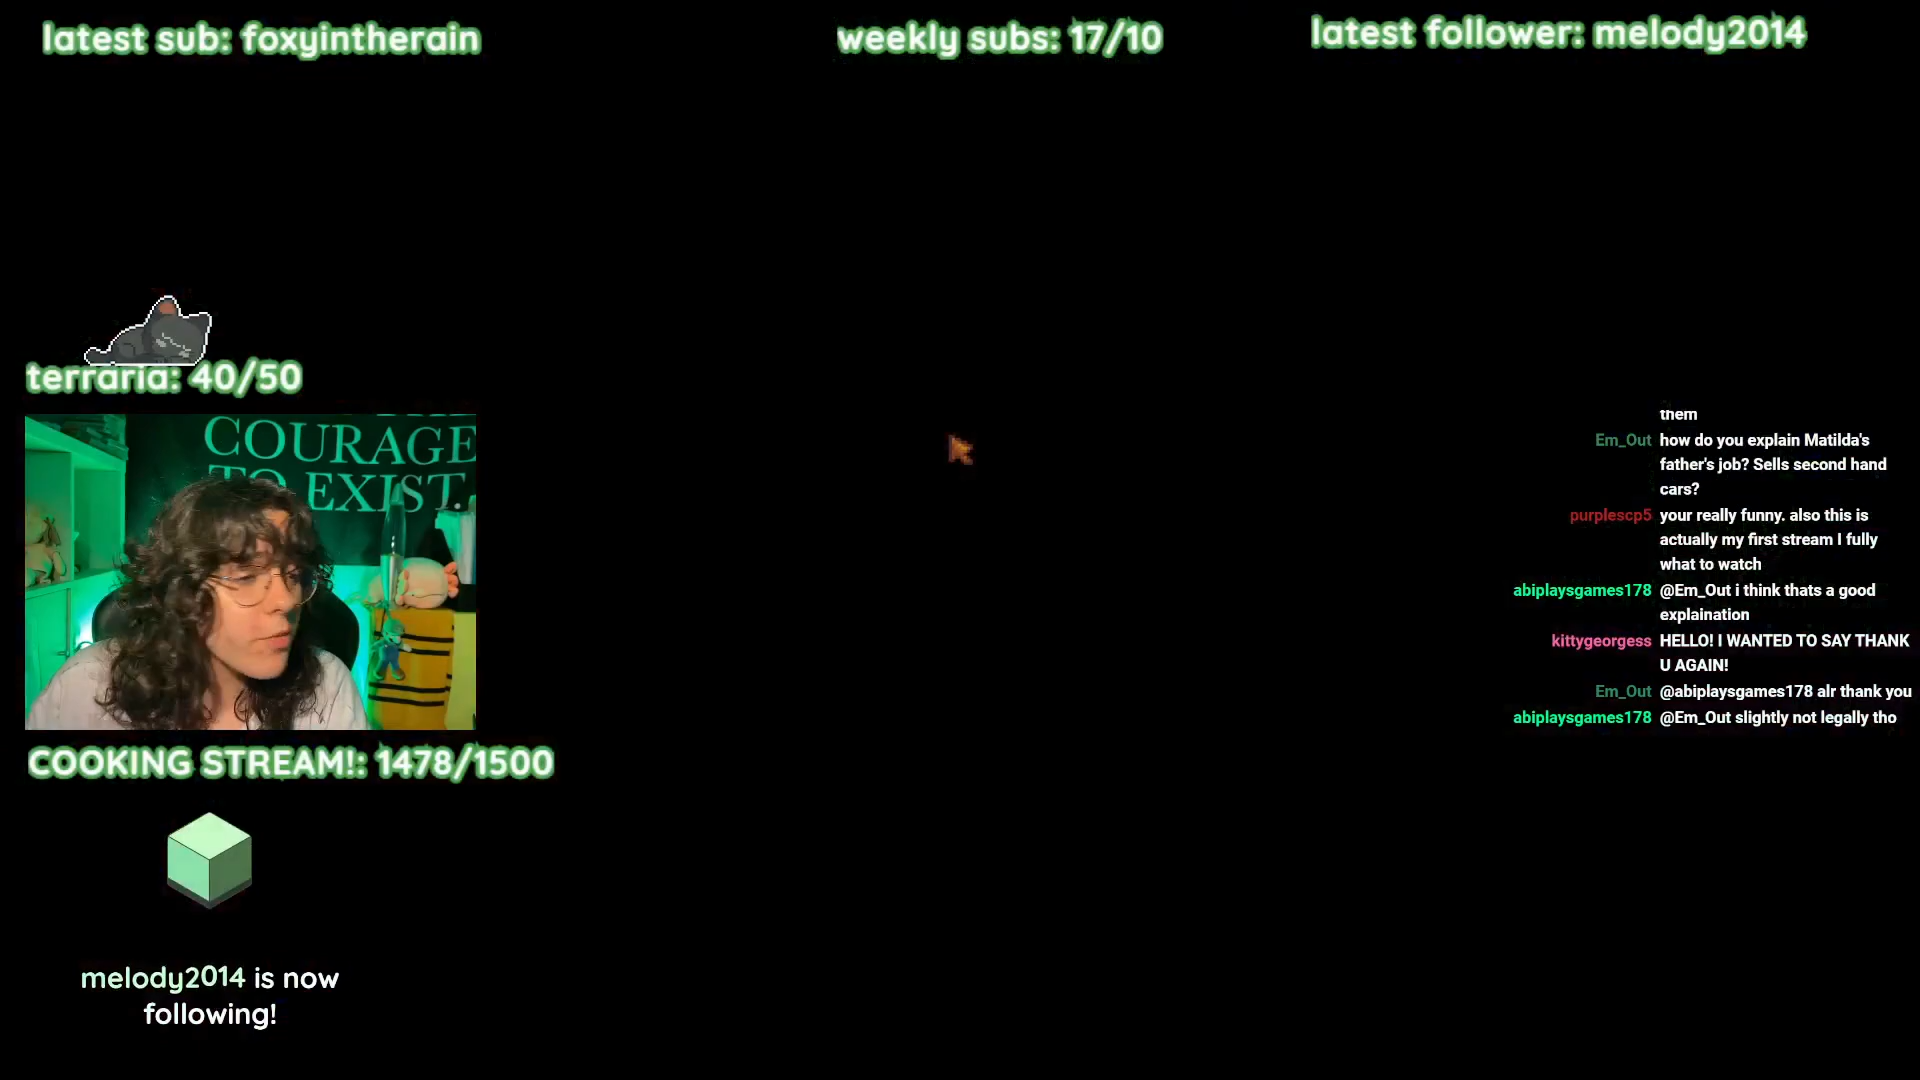 latest sub: foxyintherain
weekly subs: 17/10
latest follower: melody2014
terraria: 40/50
COURAGE
TO EXIST.
COOKING STREAM!: 1478/1500
melody2014 is now
following!
them
Em_Out how do you explain Matilda's
father's job? Sells second hand
cars?
purplescp5 your really funny. also this is
actually my first stream I fully
what to watch
abiplaysgames178 @Em_Out i think thats a good
explaination
kittygeorgess HELLO! I WANTED TO SAY THANK
U AGAIN!
Em_Out @abiplaysgames178 alr thank you
abiplaysgames178 @Em_Out slightly not legally tho